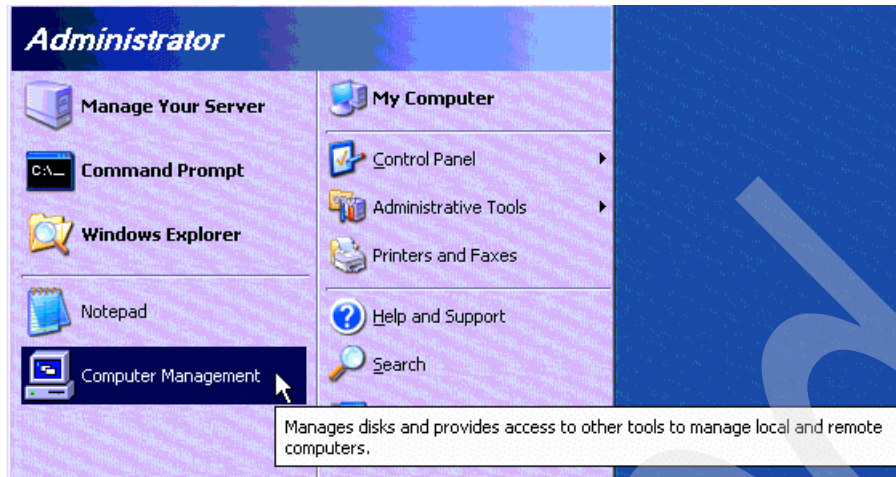 Administrator
Manage Your Server
Command Prompt
Windows Explorer
Notepad
Computer Management
My Computer
Control Panel
Administrative Tools
Printers and Faxes
Help and Support
Search
Manages disks and provides access to other tools to manage local and remote
computers.
C:\_